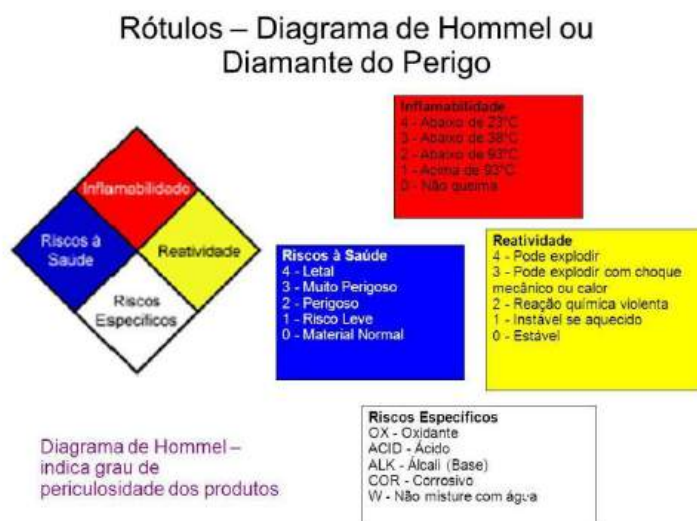 Rótulos – Diagrama de Hommel ou
Diamante do Perigo
Inflamabilidade
4 - Abaixo de 23ºC
3 - Abaixo de 38ºC
2 - Abaixo de 93ºC
1 - Acima de 93ºC
0 - Não queima
Inflamabilidade
Riscos à
Saúde
Reatividade
Riscos
Específicos
Riscos à Saúde
4 - Letal
3 - Muito Perigoso
2 - Perigoso
1 - Risco Leve
0 - Material Normal
Reatividade
4 - Pode explodir
3 - Pode explodir com choque
mecânico ou calor
2 - Reação química violenta
1 - Instável se aquecido
0 - Estável
Riscos Específicos
OX - Oxidante
ACID - Ácido
ALK - Álcali (Base)
COR - Corrosivo
W - Não misture com água
Diagrama de Hommel –
indica grau de
periculosidade dos produtos